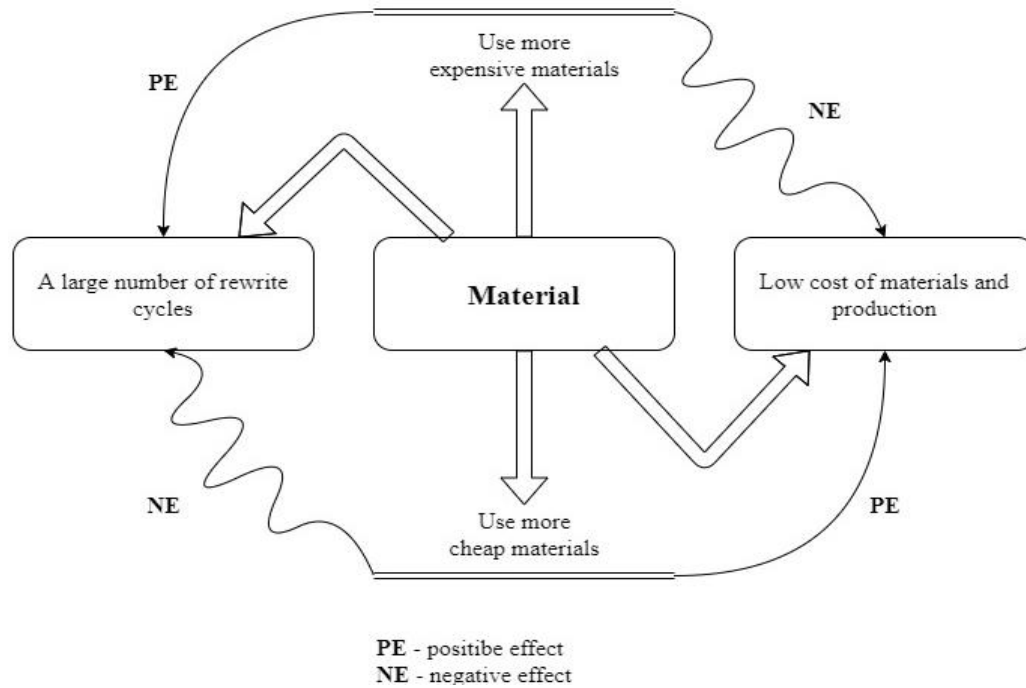 Use more
expensive materials
PE
NE
A large number of rewrite
cycles
Material
Low cost of materials and
production
NE
Use more
cheap materials
PE
PE - positibe effect
NE - negative effect